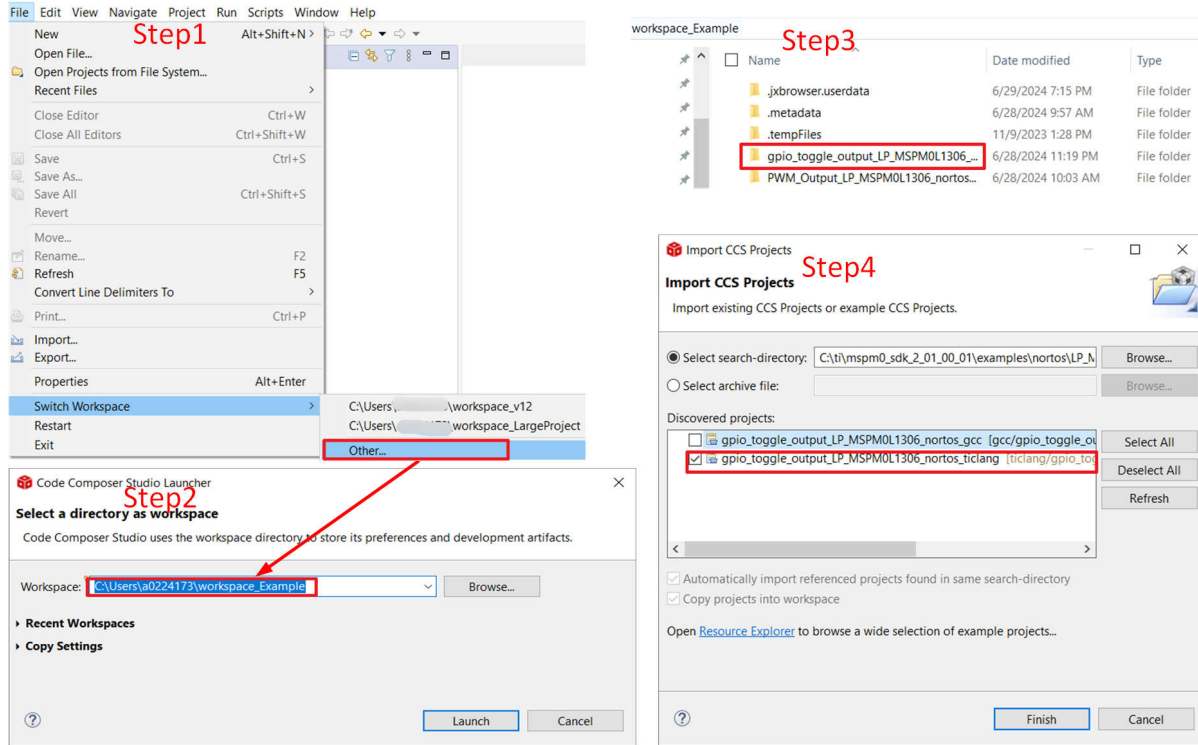 File Edit View Navigate Project Run Scripts Window Help
Step1
New Alt+Shift+N >
Open File...
Open Projects from File System...
Recent Files >
Close Editor Ctrl+W
Close All Editors Ctrl+Shift+W
Save Ctrl+S
Save As...
Save All Ctrl+Shift+S
Revert
Move...
Rename... F2
Refresh F5
Convert Line Delimiters To >
Print... Ctrl+P
Import...
Export...
Properties Alt+Enter
Switch Workspace >
Restart
Exit
C:\Users\ \workspace_v12
C:\Users\ \workspace_LargeProject
Other...
Code Composer Studio Launcher
Step2
Select a directory as workspace
Code Composer Studio uses the workspace directory to store its preferences and development artifacts.
Workspace: C:\Users\a0224173\workspace_Example Browse...
Recent Workspaces
Copy Settings
Launch Cancel
workspace_Example
Step3
Name Date modified Type
.jxbrowser.userdata 6/29/2024 7:15 PM File folder
.metadata 6/28/2024 9:57 AM File folder
.tempFiles 11/9/2023 1:28 PM File folder
gpio_toggle_output_LP_MSPM0L1306_... 6/28/2024 11:19 PM File folder
PWM_Output_LP_MSPM0L1306_nortos... 6/28/2024 10:03 AM File folder
Import CCS Projects
Step4
Import CCS Projects
Import existing CCS Projects or example CCS Projects.
Select search-directory: C:\ti\mspm0_sdk_2_01_00_01\examples\nortos\LP_M Browse...
Select archive file: Browse...
Discovered projects:
gpio_toggle_output_LP_MSPM0L1306_nortos_gcc [gcc/gpio_toggle_ou
gpio_toggle_output_LP_MSPM0L1306_nortos_ticlang [ticlang/gpio_tog
Select All
Deselect All
Refresh
Automatically import referenced projects found in same search-directory
Copy projects into workspace
Open Resource Explorer to browse a wide selection of example projects...
Finish Cancel